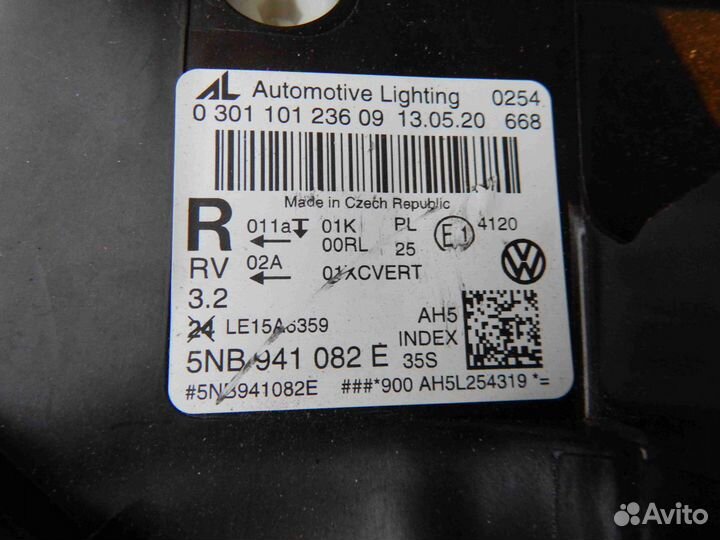 AL Automotive Lighting 0254
0 301 101 236 09 13.05.20 668
Made in Czech Republic
R 011a 01K PL E1 4120
00RL 25
RV 02A 01XCVERT
3.2
24 LE15A6359 AH5
INDEX
5NB 941 082 E 35S
#5NB941082E ###*900 AH5L254319 *=
Avito